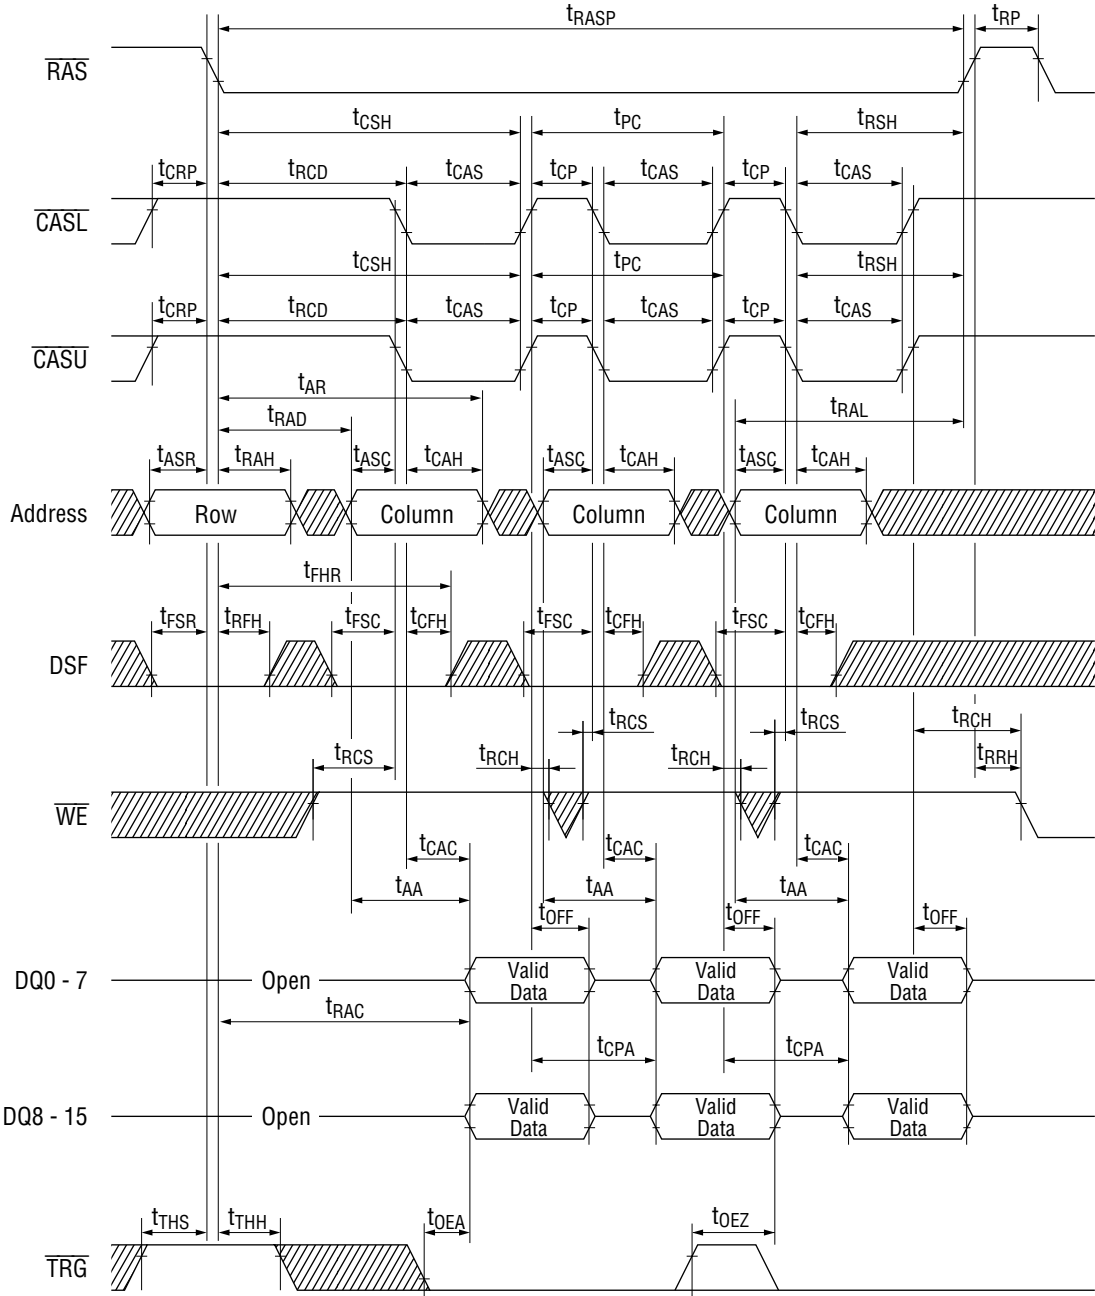 tRASP tRP
RAS
tCSH tPC tRSH
tCRP tRCD tCAS tCP tCAS tCP tCAS
CASL
tCSH tPC tRSH
tCRP tRCD tCAS tCP tCAS tCP tCAS
CASU
tAR
tRAD tRAL
tASR tRAH tASC tCAH tASC tCAH tASC tCAH
Address Row Column Column Column
tFHR
tFSR tRFH tFSC tCFH tFSC tCFH tFSC tCFH
DSF
tRCS tRCS tRCH
tRCS tRCH tRCH tRRH
WE
tCAC tCAC tCAC
tAA tAA tAA
tOFF tOFF tOFF
DQ0 - 7 Open Valid Data Valid Data Valid Data
tRAC
tCPA tCPA
DQ8 - 15 Open Valid Data Valid Data Valid Data
tTHS tTHH tOEA tOEZ
TRG